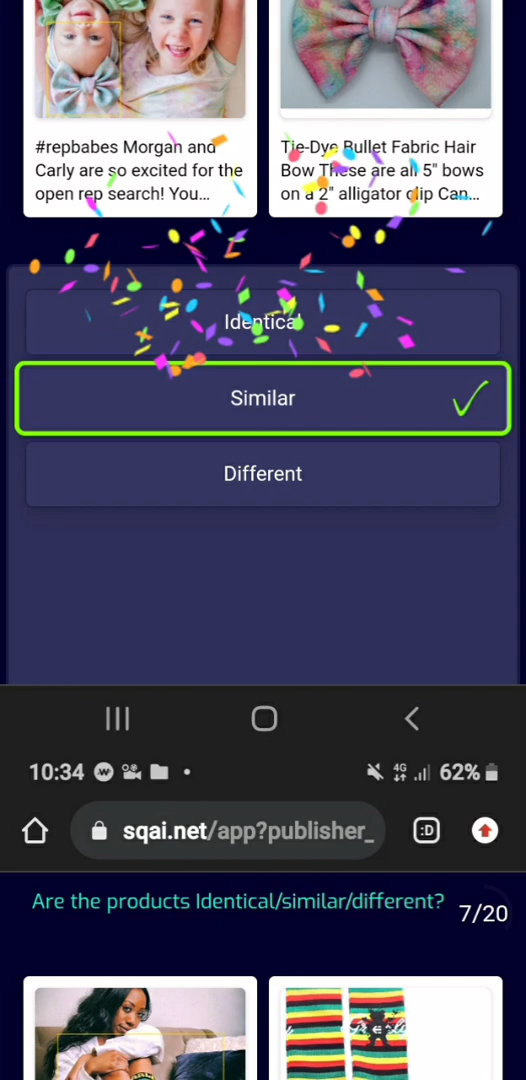 #repbabes Morgan and
Carly are so excited for the
open rep search! You...
Tie-Dye Bullet Fabric Hair
Bow These are all 5" bows
on a 2" alligator clip Can...
Identical
Similar
Different
10:34
4G
62%
sqai.net/app?publisher_
:D
Are the products Identical/similar/different?
7/20